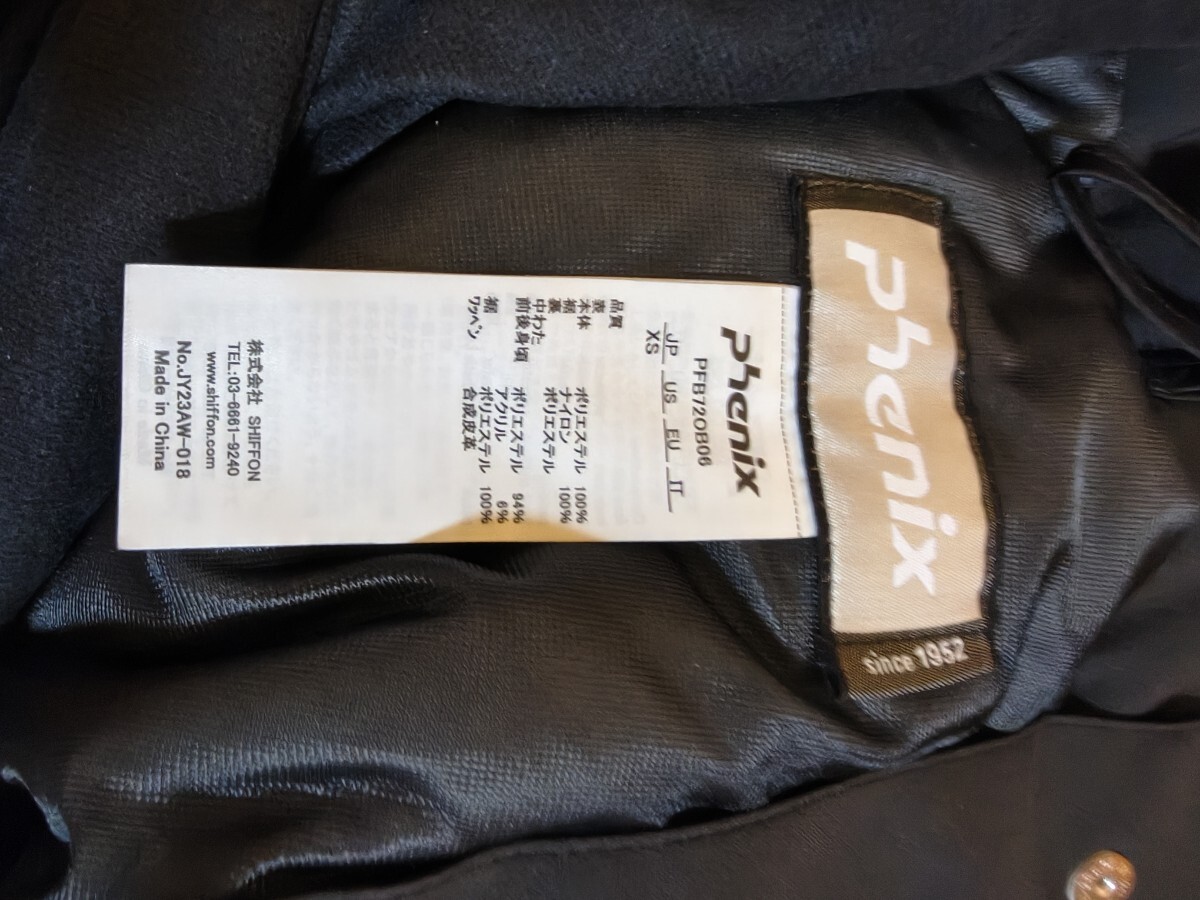 Phenix
since 1952
Phenix
PFB72OB06
JP US EU IT
XS
品質
表
本体 ポリエステル 100%
裾 ナイロン 100%
裏 ポリエステル
中わた
前後身頃 ポリエステル 94%
アクリル 6%
裾 ポリエステル 100%
ワッペン 合成皮革
株式会社 SHIFFON
TEL:03-6661-9240
www.shiffon.com
No.JY23AW-018
Made in China